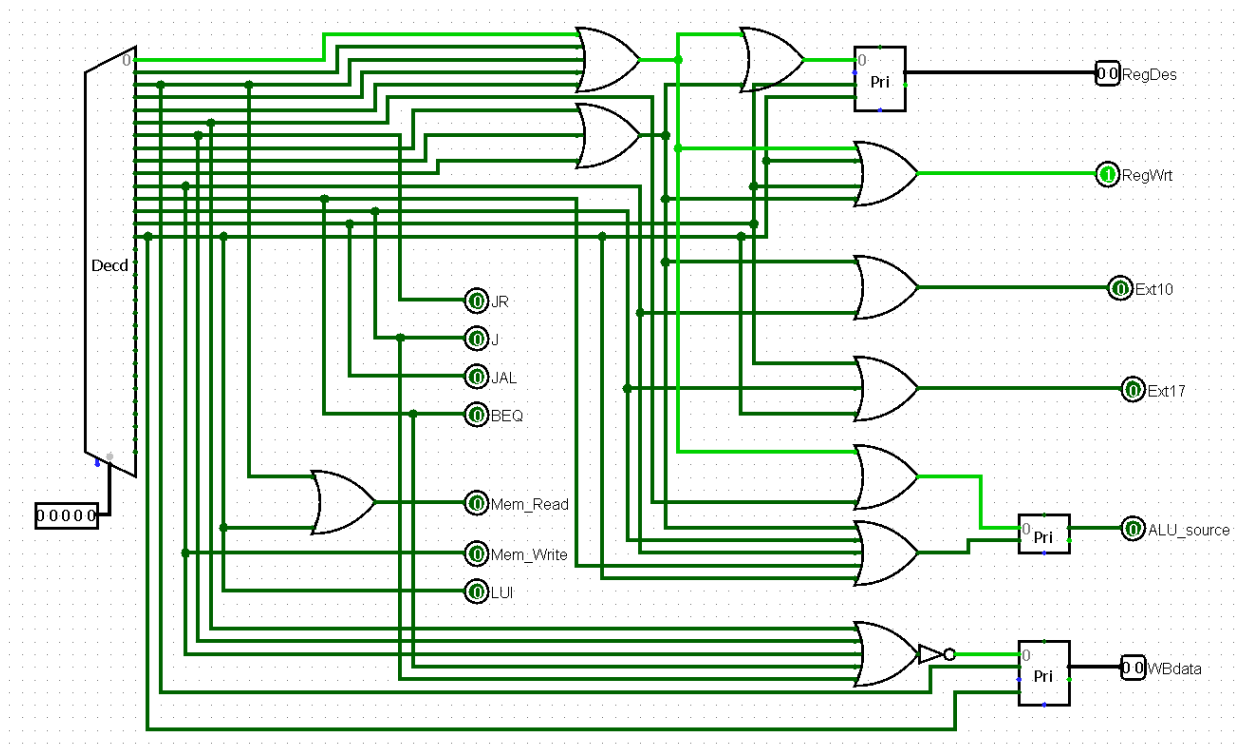 0
Decd
00000
JR
0
J
0
JAL
0
BEQ
0
Mem_Read
0
Mem_Write
0
LUI
0
0
Pri
00
RegDes
1
RegWrt
0
Ext10
0
Ext17
0
Pri
0
ALU_source
0
Pri
00
WBdata